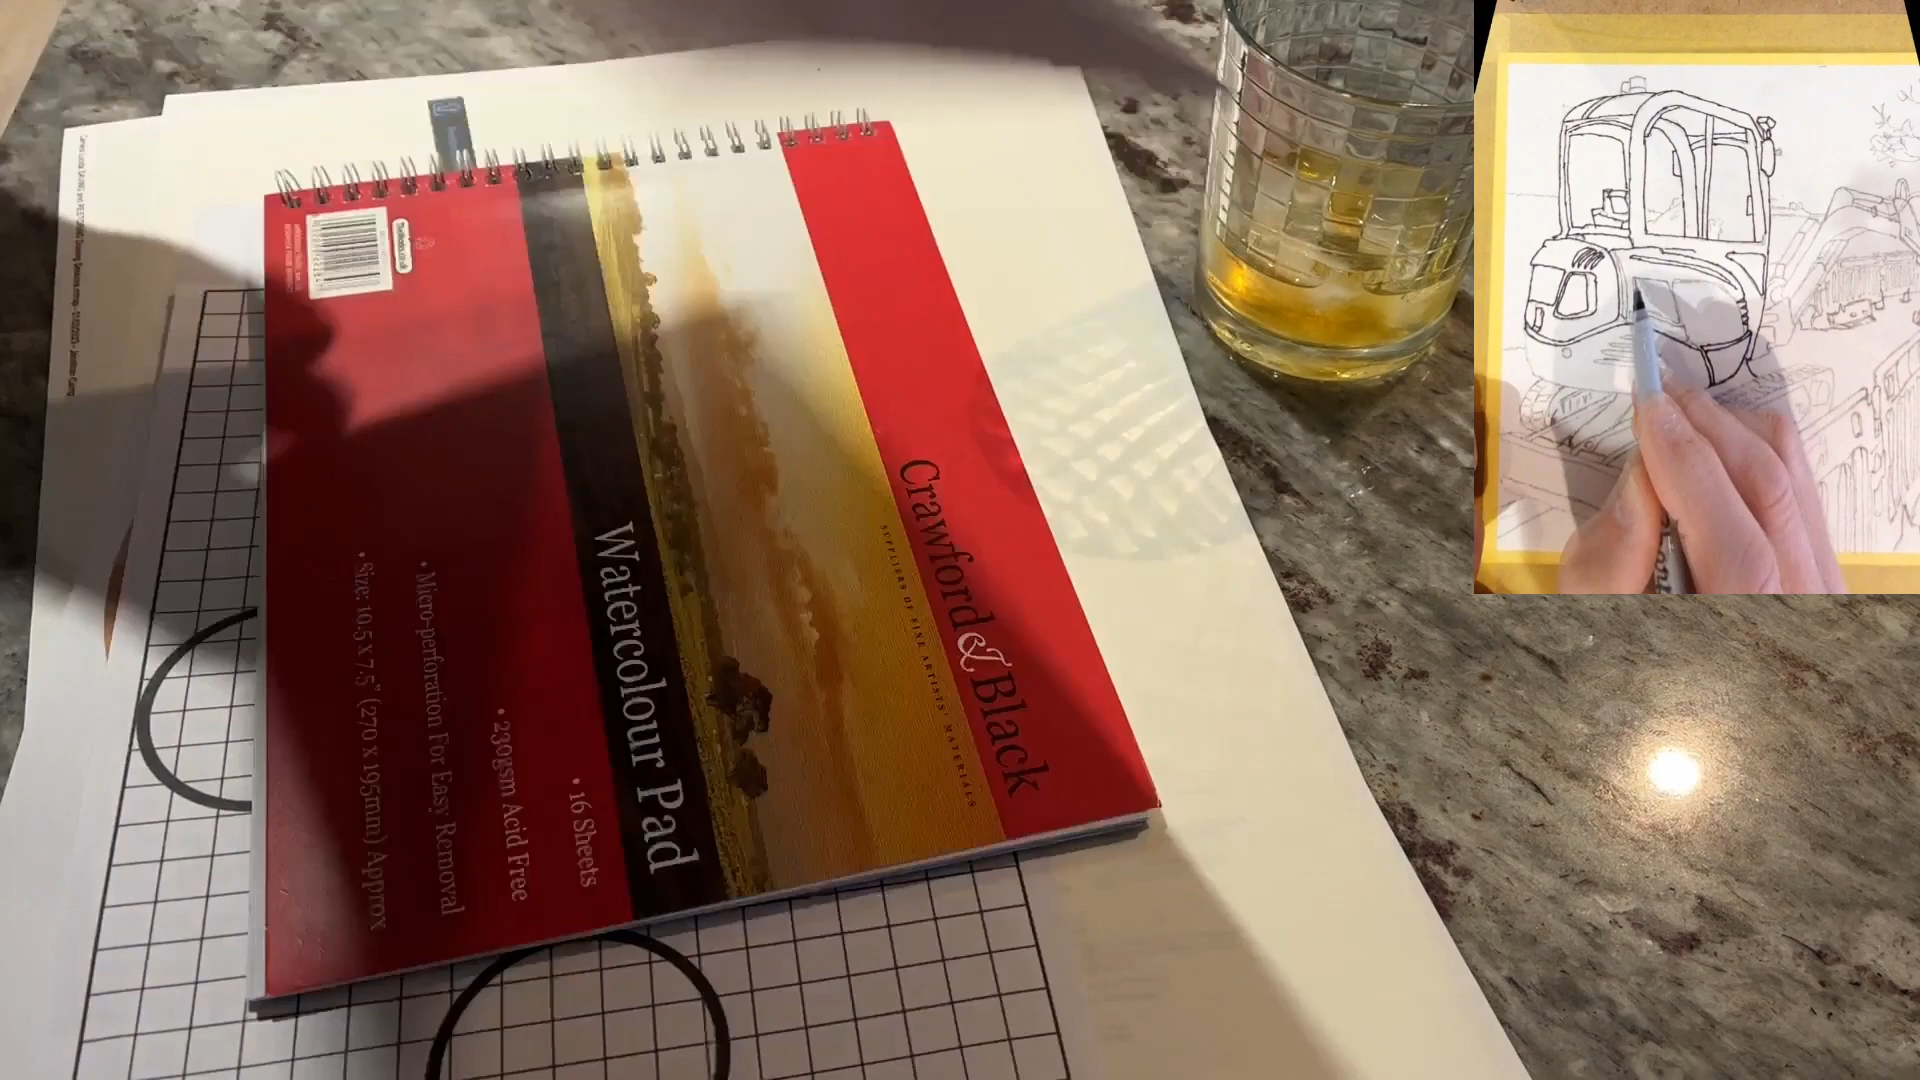 Crawford & Black
SUPPLIERS OF FINE ARTISTS' MATERIALS
Watercolour Pad
• 16 Sheets
• 230gsm Acid Free
• Micro-perforation For Easy Removal
• Size: 10.5 x 7.5" (270 x 195mm) Approx